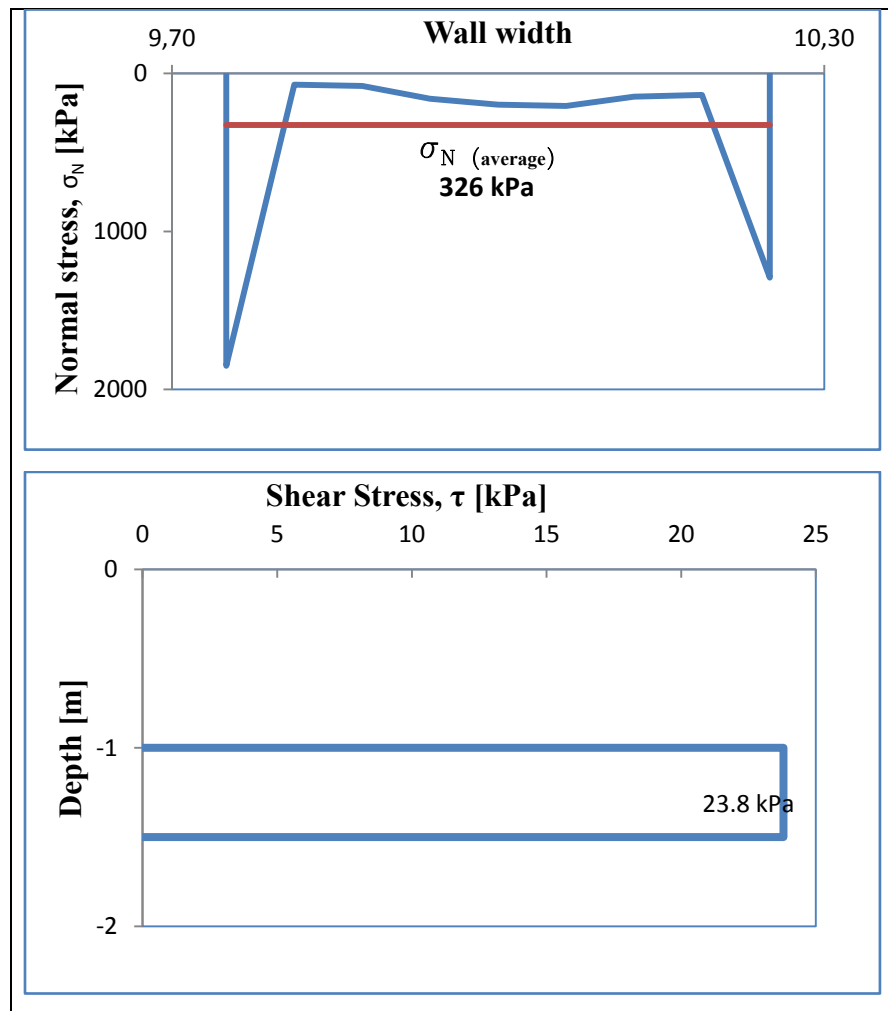 Wall width
9,70
10,30
0
1000
2000
Normal stress, σN [kPa]
σN (average)
326 kPa
Shear Stress, τ [kPa]
0 5 10 15 20 25
0
-1
-2
Depth [m]
23.8 kPa